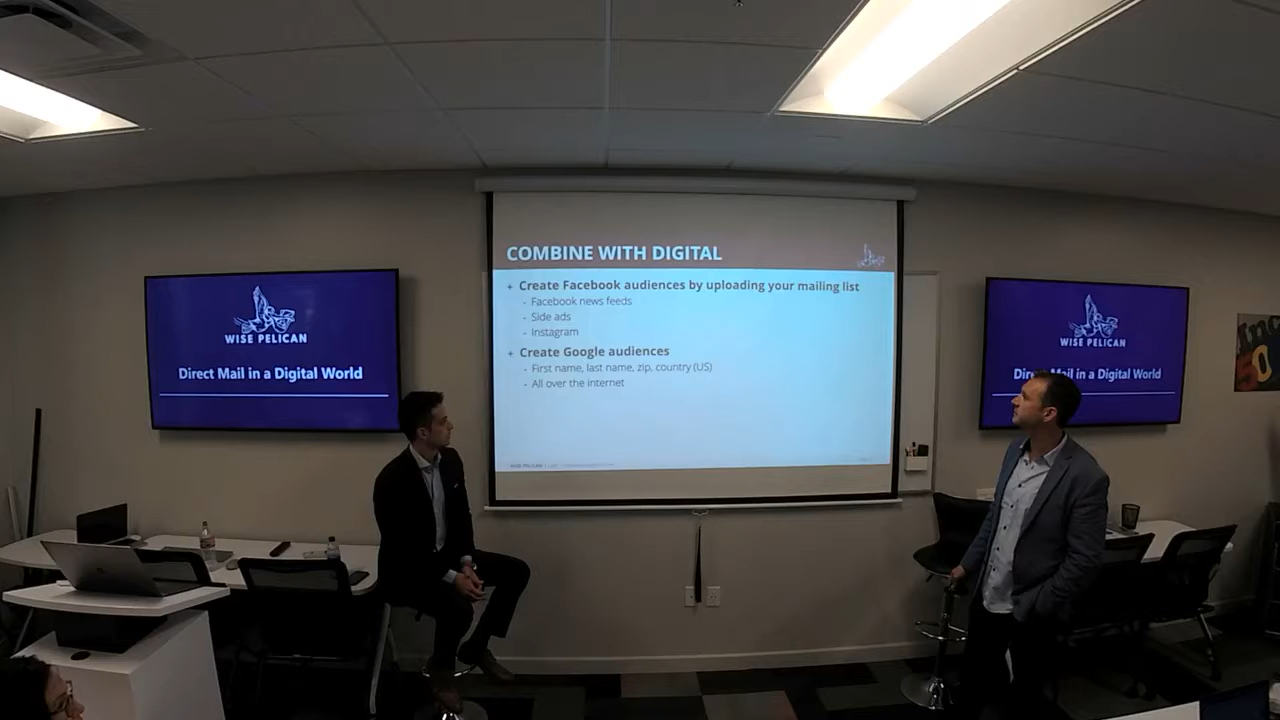 WISE PELICAN
Direct Mail in a Digital World
COMBINE WITH DIGITAL
+ Create Facebook audiences by uploading your mailing list
- Facebook news feeds
- Side ads
- Instagram
+ Create Google audiences
- First name, last name, zip, country (US)
- All over the internet
WISE PELICAN
WISE PELICAN
Direct Mail in a Digital World